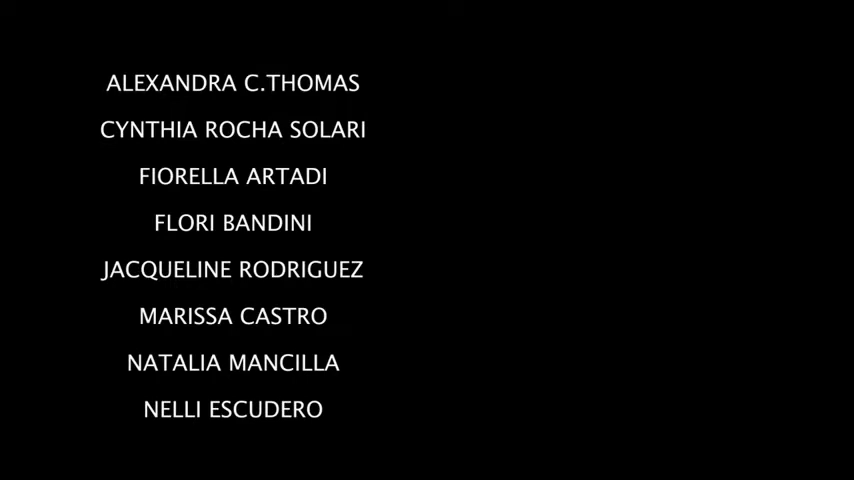 ALEXANDRA C.THOMAS
CYNTHIA ROCHA SOLARI
FIORELLA ARTADI
FLORI BANDINI
JACQUELINE RODRIGUEZ
MARISSA CASTRO
NATALIA MANCILLA
NELLI ESCUDERO